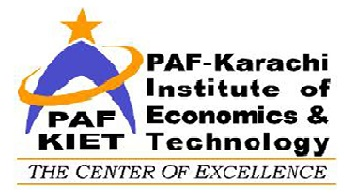 PAF-Karachi
Institute of
Economics &
Technology
PAF
KIET
THE CENTER OF EXCELLENCE